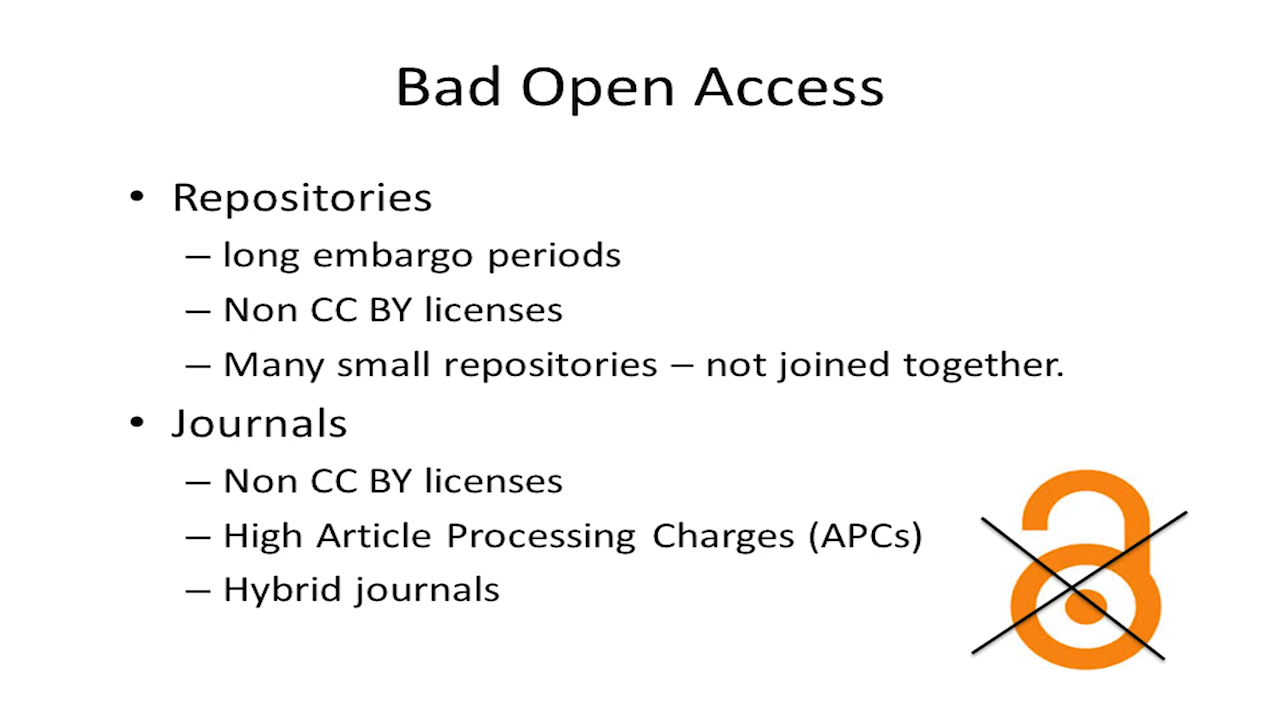 Bad Open Access
• Repositories
– long embargo periods
– Non CC BY licenses
– Many small repositories – not joined together.
• Journals
– Non CC BY licenses
– High Article Processing Charges (APCs)
– Hybrid journals